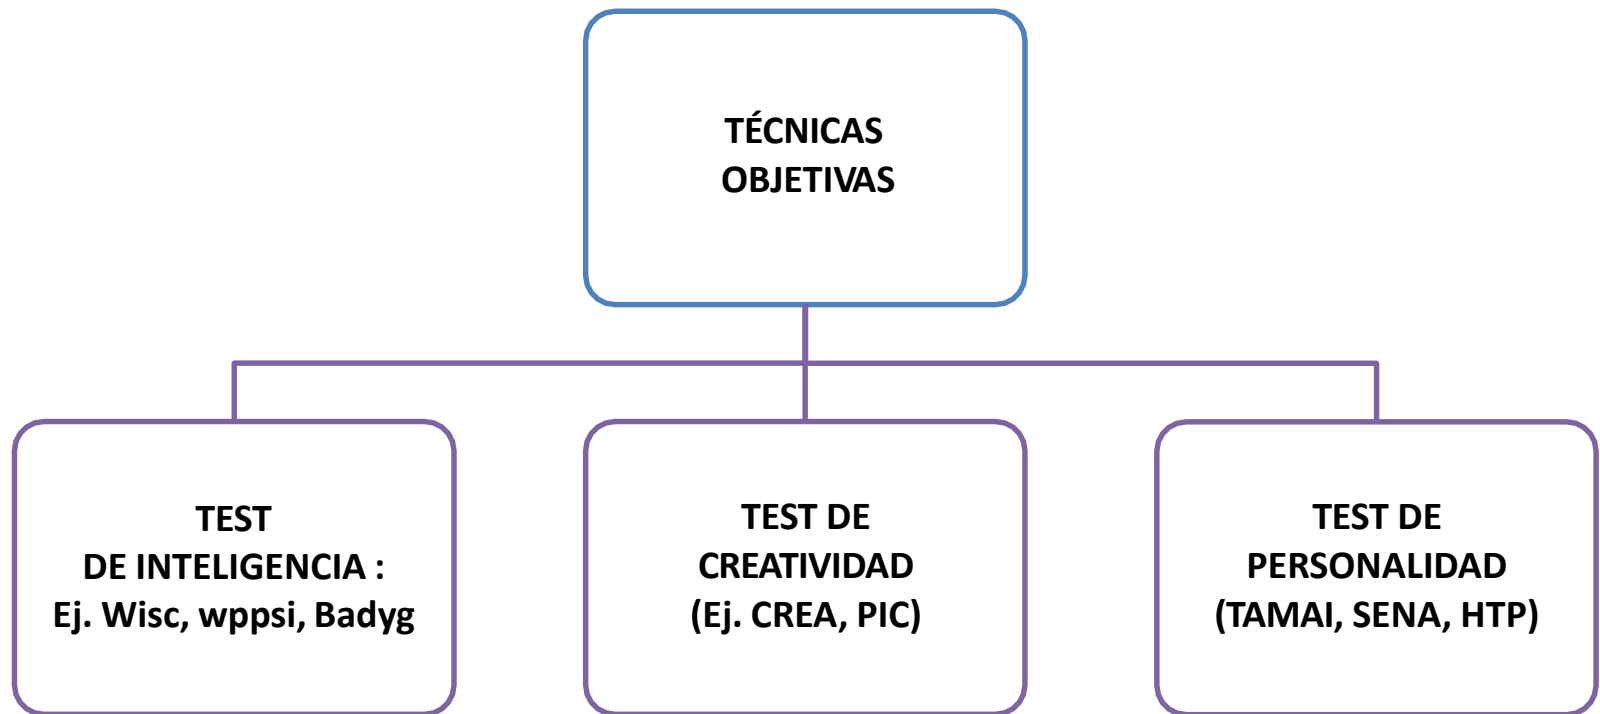 TÉCNICAS
OBJETIVAS
TEST
DE INTELIGENCIA :
Ej. Wisc, wppsi, Badyg
TEST DE
CREATIVIDAD
(Ej. CREA, PIC)
TEST DE
PERSONALIDAD
(TAMAI, SENA, HTP)